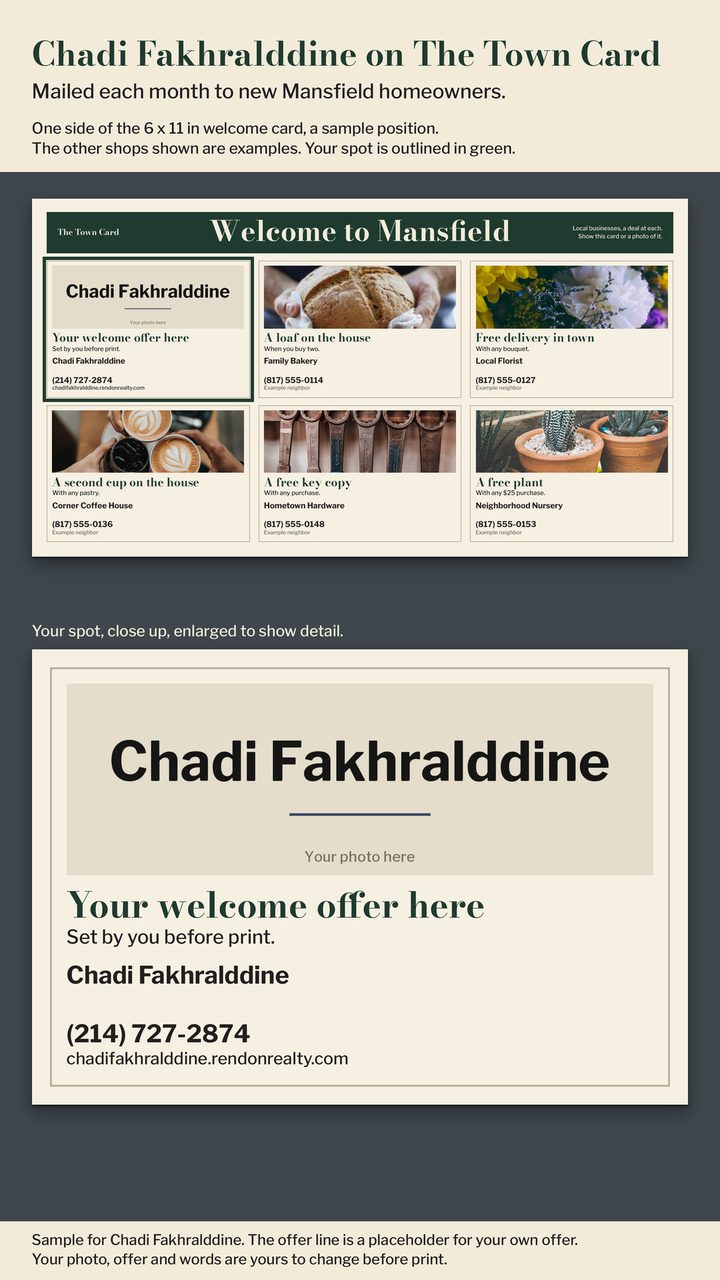 Chadi Fakhralddine on The Town Card
Mailed each month to new Mansfield homeowners.
One side of the 6 x 11 in welcome card, a sample position.
The other shops shown are examples. Your spot is outlined in green.
The Town Card
Welcome to Mansfield
Local businesses, a deal at each.
Show this card or a photo of it.
Chadi Fakhralddine
Your photo here
Your welcome offer here
Set by you before print.
Chadi Fakhralddine
(214) 727-2874
chadifakhralddine.rendonrealty.com
A loaf on the house
When you buy two.
Family Bakery
(817) 555-0114
Example neighbor
Free delivery in town
With any bouquet.
Local Florist
(817) 555-0127
Example neighbor
A second cup on the house
With any pastry.
Corner Coffee House
(817) 555-0136
Example neighbor
A free key copy
With any purchase.
Hometown Hardware
(817) 555-0148
Example neighbor
A free plant
With any $25 purchase.
Neighborhood Nursery
(817) 555-0153
Example neighbor
Your spot, close up, enlarged to show detail.
Chadi Fakhralddine
Your photo here
Your welcome offer here
Set by you before print.
Chadi Fakhralddine
(214) 727-2874
chadifakhralddine.rendonrealty.com
Sample for Chadi Fakhralddine. The offer line is a placeholder for your own offer.
Your photo, offer and words are yours to change before print.